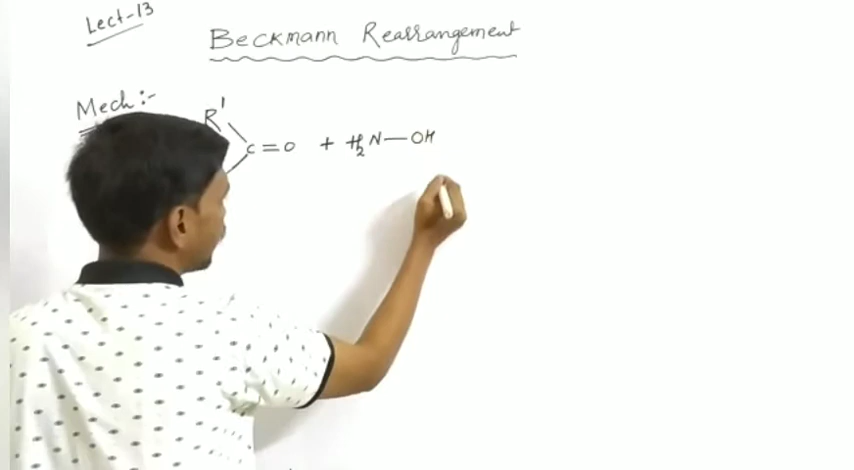 Lect-13
Beckmann Rearrangement
Mech :-
R'
C = O + H₂N — OH